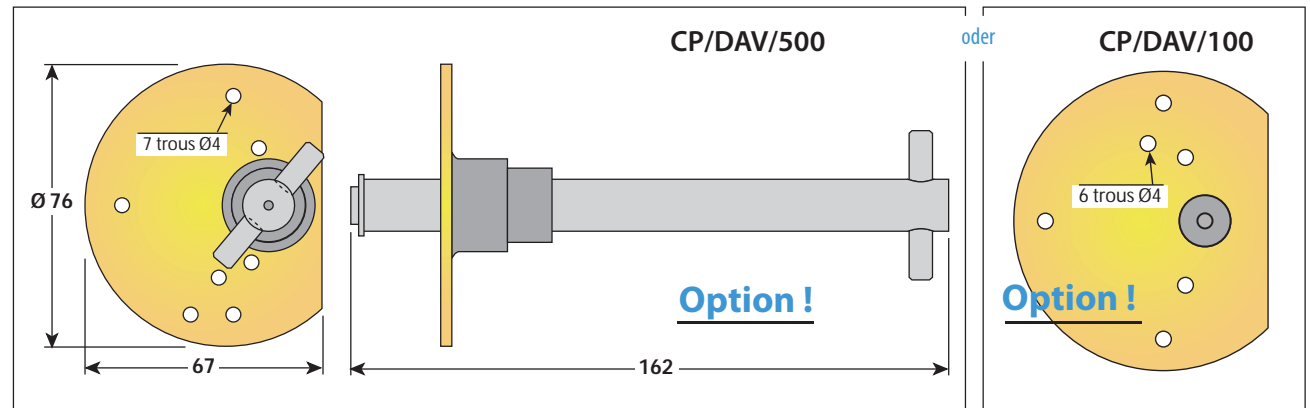 CP/DAV/500
oder
CP/DAV/100
7 trous Ø4
Ø 76
6 trous Ø4
Option !
Option !
67
162